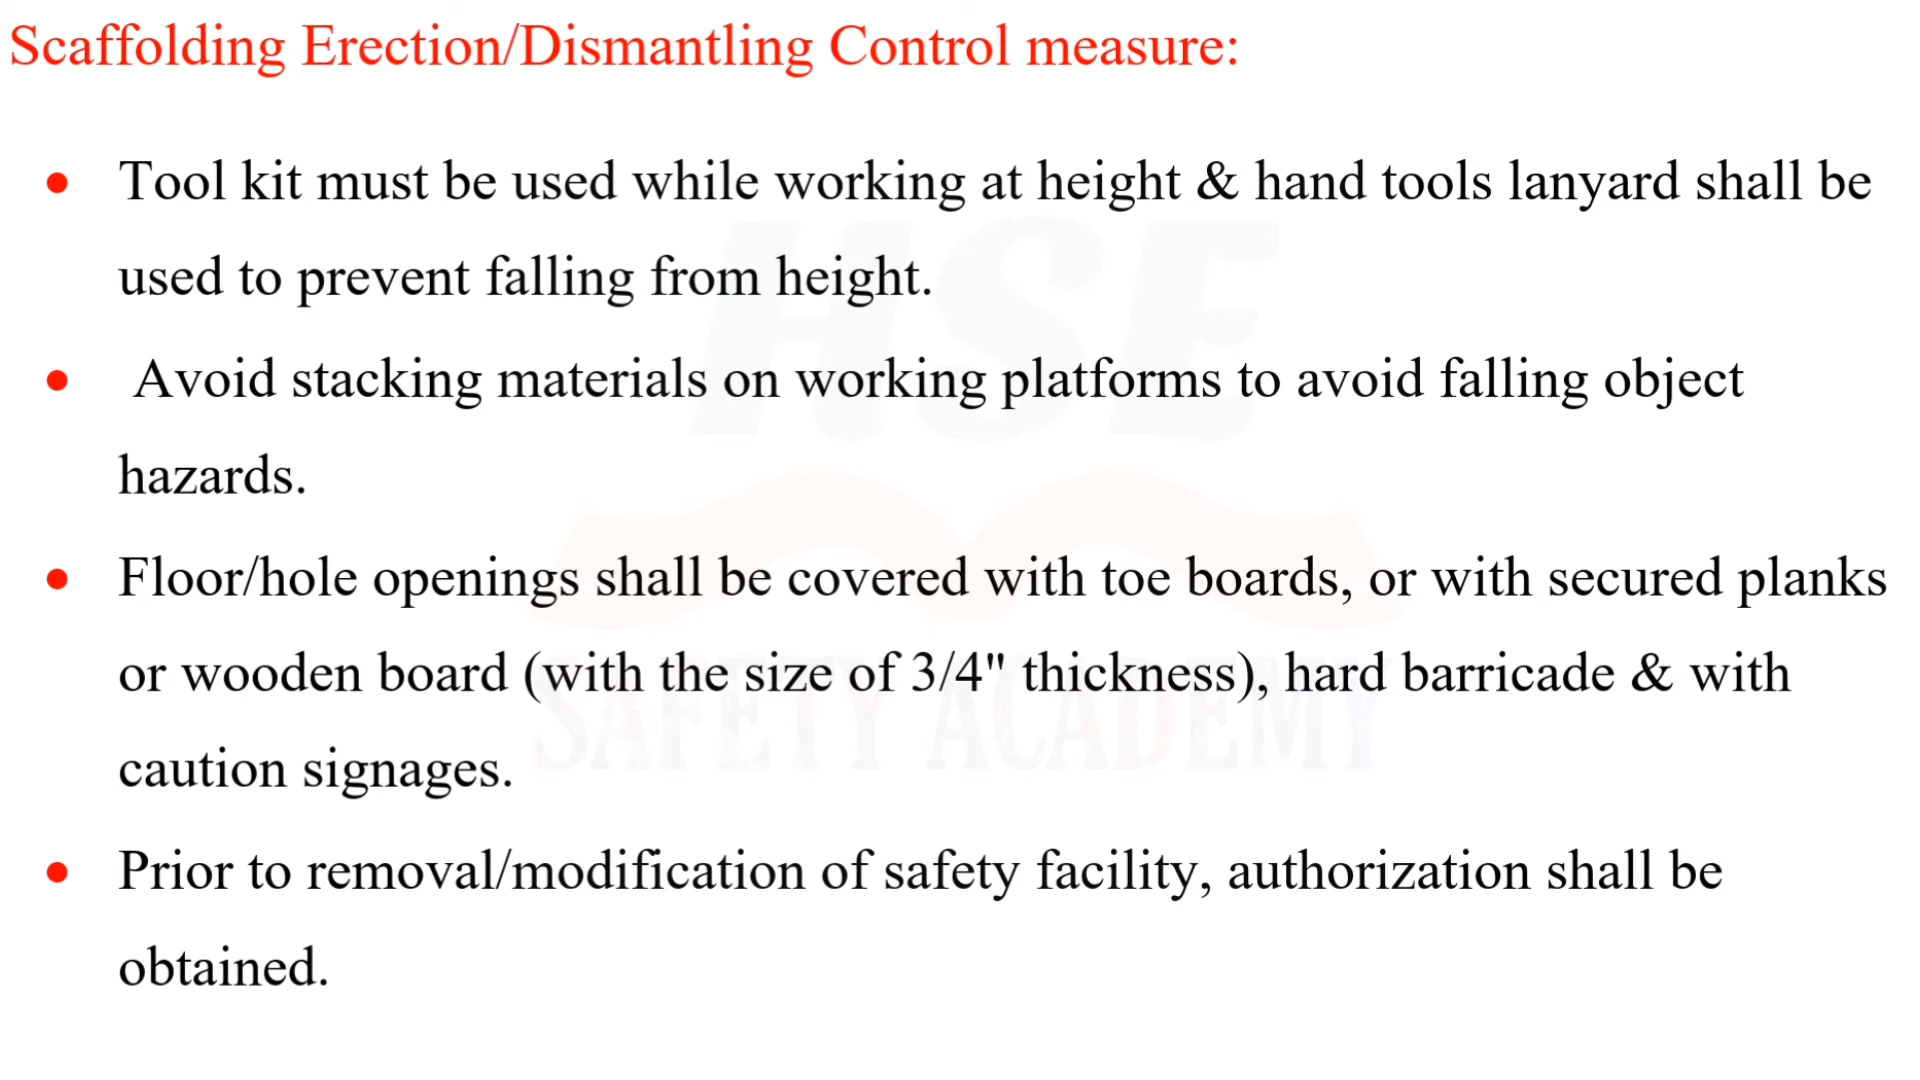 Scaffolding Erection/Dismantling Control measure:
• Tool kit must be used while working at height & hand tools lanyard shall be
used to prevent falling from height.
• Avoid stacking materials on working platforms to avoid falling object
hazards.
• Floor/hole openings shall be covered with toe boards, or with secured planks
or wooden board (with the size of 3/4" thickness), hard barricade & with
caution signages.
• Prior to removal/modification of safety facility, authorization shall be
obtained.
HSE
SAFETY ACADEMY